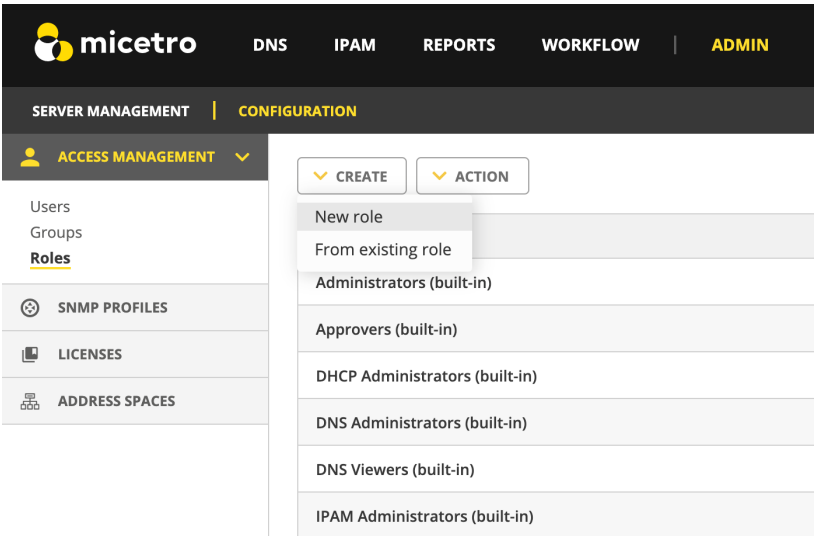 micetro DNS IPAM REPORTS WORKFLOW | ADMIN
SERVER MANAGEMENT | CONFIGURATION
ACCESS MANAGEMENT
Users
Groups
Roles
SNMP PROFILES
LICENSES
ADDRESS SPACES
CREATE ACTION
New role
From existing role
Administrators (built-in)
Approvers (built-in)
DHCP Administrators (built-in)
DNS Administrators (built-in)
DNS Viewers (built-in)
IPAM Administrators (built-in)